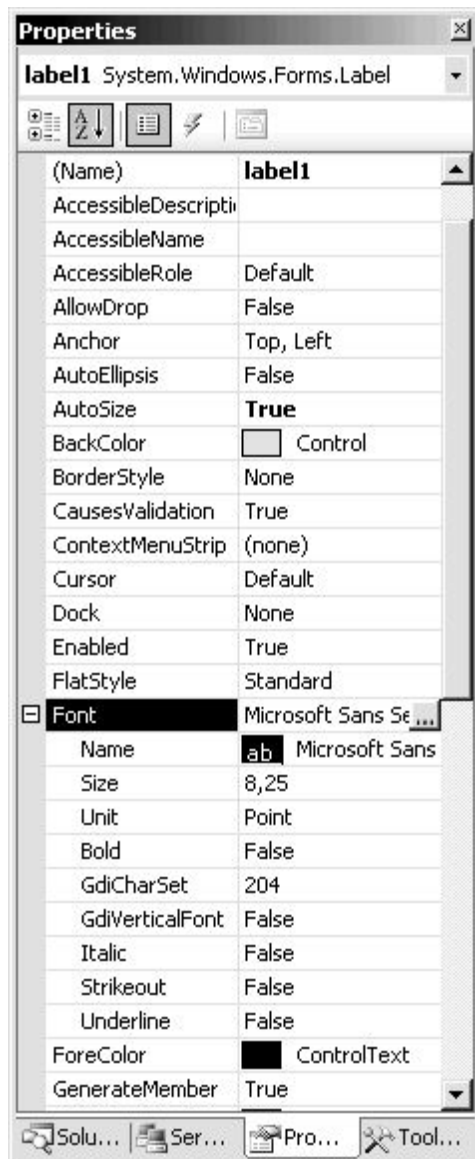 Properties
label1 System.Windows.Forms.Label
(Name) label1
AccessibleDescripti
AccessibleName
AccessibleRole Default
AllowDrop False
Anchor Top, Left
AutoEllipsis False
AutoSize True
BackColor Control
BorderStyle None
CausesValidation True
ContextMenuStrip (none)
Cursor Default
Dock None
Enabled True
FlatStyle Standard
Font Microsoft Sans Se ...
Name ab Microsoft Sans
Size 8,25
Unit Point
Bold False
GdiCharSet 204
GdiVerticalFont False
Italic False
Strikeout False
Underline False
ForeColor ControlText
GenerateMember True
Solu... Ser... Pro... Tool...